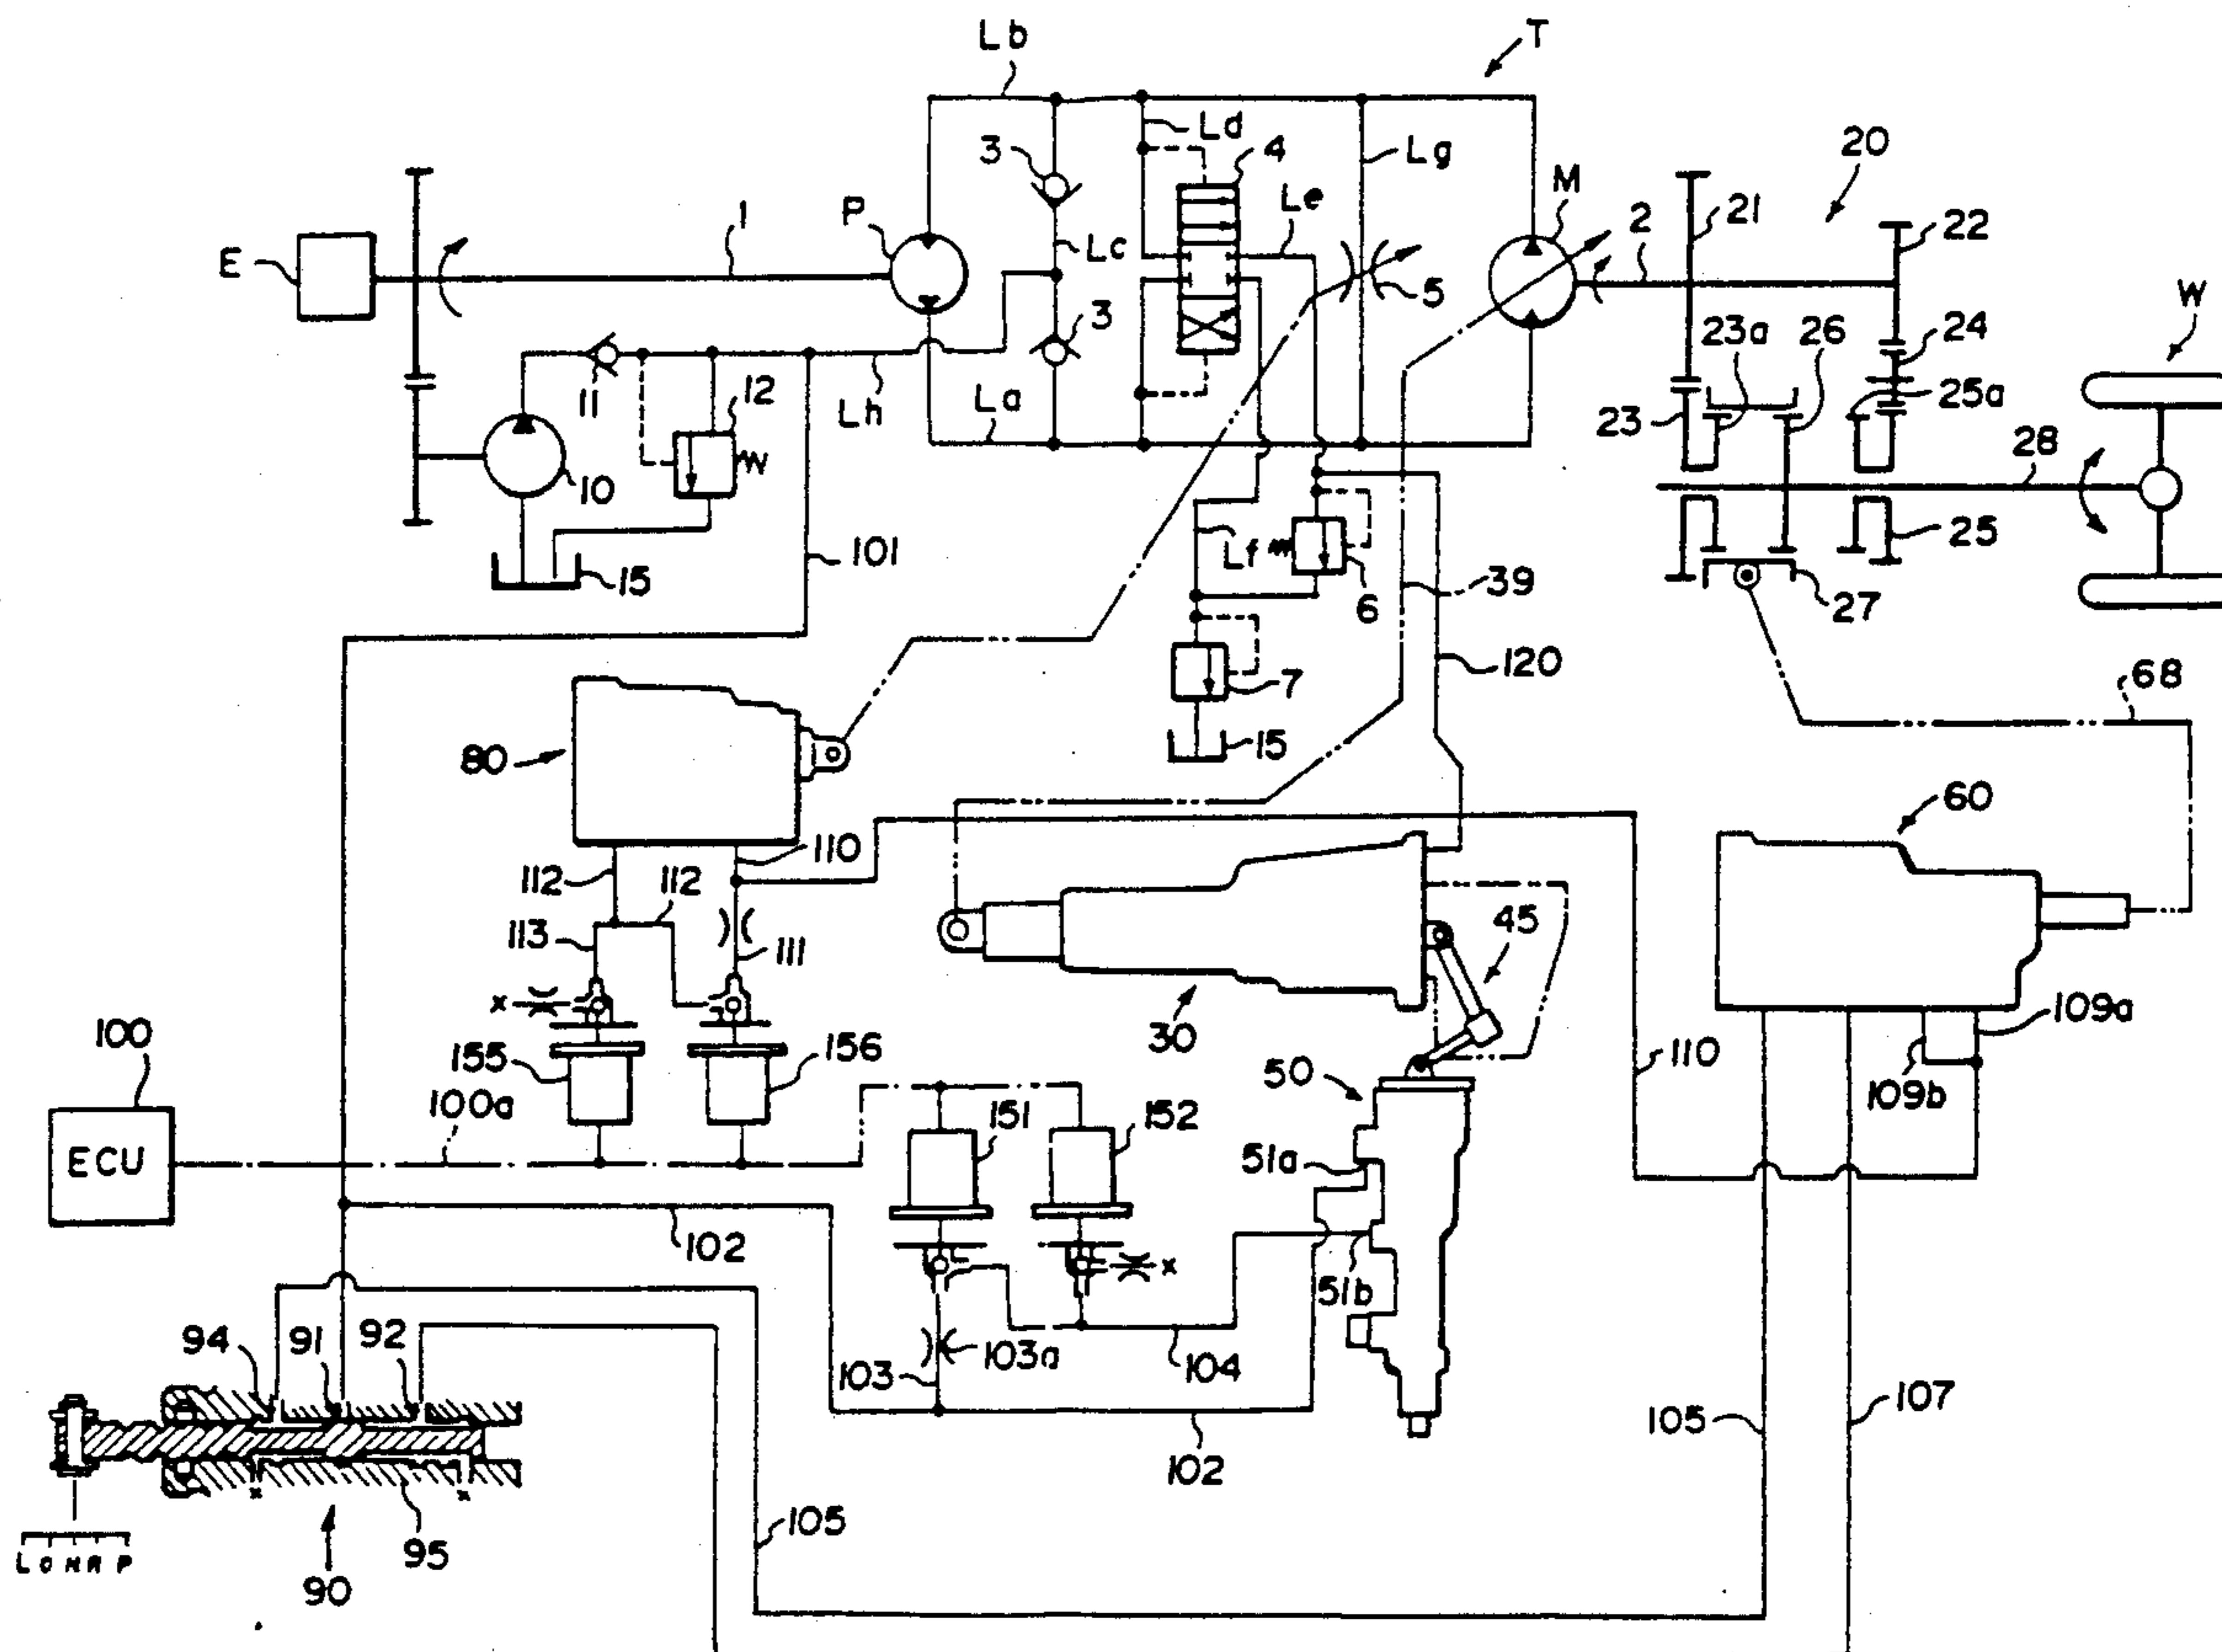 Lb
T
3
Ld
4
Lg
20
E
1
P
Lc
Le
M
2
21
22
W
5
23a
26
24
3
11
12
Lh
La
23
25a
10
28
101
Lf
6
39
25
15
27
120
7
68
80
15
60
110
112
112
113
111
45
x
109a
100
155
156
30
110
ECU
100a
151
152
50
109b
51a
102
x
51b
94
91
92
103
103a
104
105
107
102
x
x
105
95
L D N R P
90